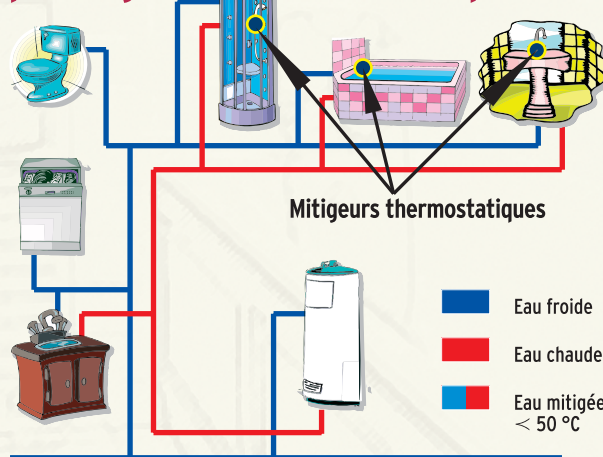 Mitigeurs thermostatiques
Eau froide
Eau chaude
Eau mitigée
< 50 °C